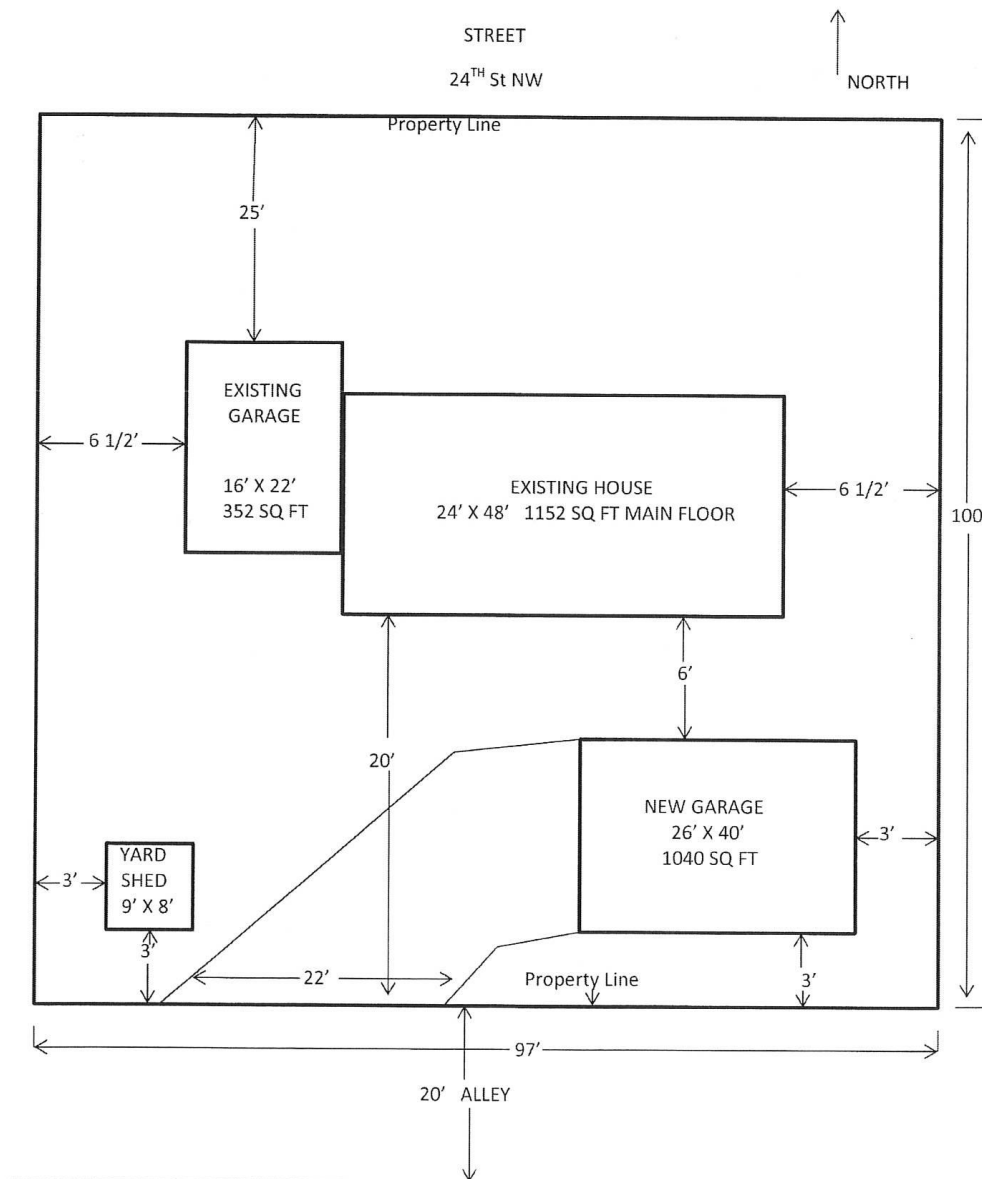 STREET
24TH St NW
NORTH
Property Line
25'
EXISTING
GARAGE
16' X 22'
352 SQ FT
6 1/2'
EXISTING HOUSE
24' X 48' 1152 SQ FT MAIN FLOOR
6 1/2'
100
6'
20'
NEW GARAGE
26' X 40'
1040 SQ FT
3'
YARD
SHED
9' X 8'
3'
3'
22'
Property Line
3'
97'
20' ALLEY